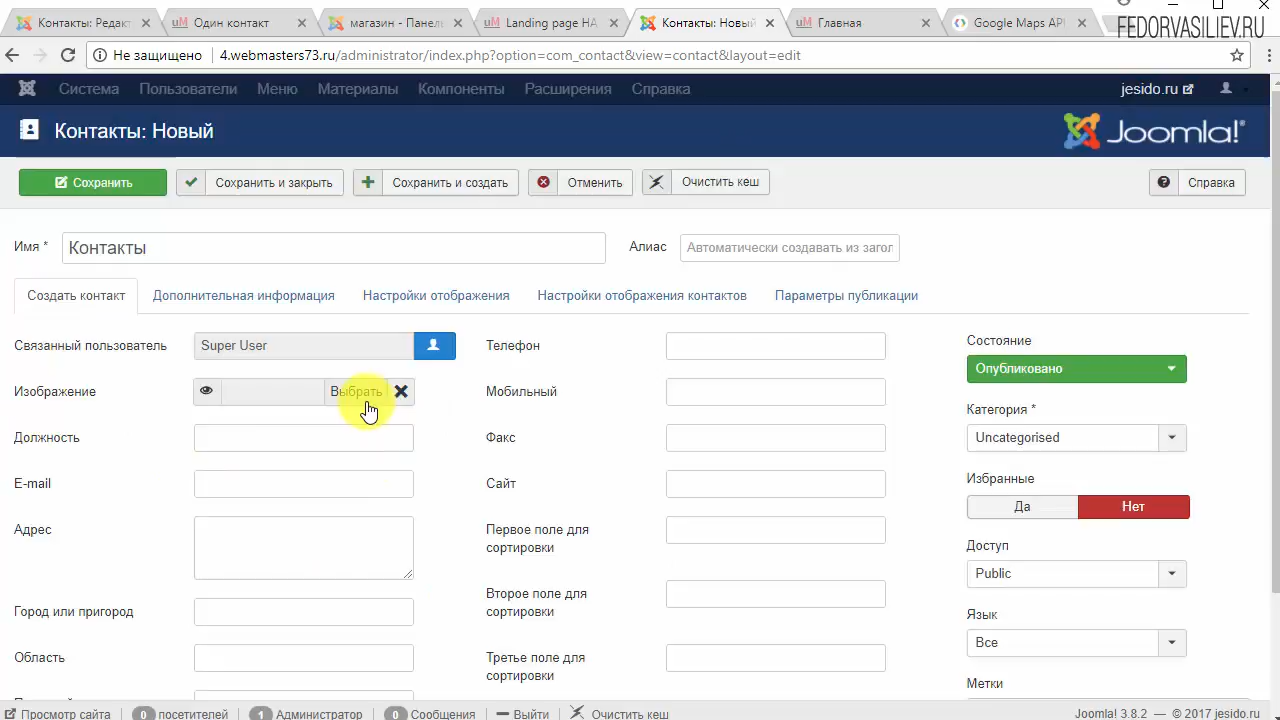 Контакты: Редакт
Один контакт
магазин - Панель
Landing page НА
Контакты: Новый
Главная
Google Maps API
FEDORVASILIEV.RU
Не защищено
4.webmasters73.ru/administrator/index.php?option=com_contact&view=contact&layout=edit
Система Пользователи Меню Материалы Компоненты Расширения Справка jesido.ru
Контакты: Новый
Joomla!®
Сохранить Сохранить и закрыть Сохранить и создать Отменить Очистить кеш Справка
Имя * Контакты Алиас Автоматически создавать из загол
Создать контакт Дополнительная информация Настройки отображения Настройки отображения контактов Параметры публикации
Связанный пользователь Super User
Изображение Выбрать
Должность
E-mail
Адрес
Город или пригород
Область
Телефон
Мобильный
Факс
Сайт
Первое поле для
сортировки
Второе поле для
сортировки
Третье поле для
сортировки
Состояние
Опубликовано
Категория *
Uncategorised
Избранные
Да Нет
Доступ
Public
Язык
Все
Метки
Просмотр сайта 0 посетителей 1 Администратор 0 Сообщения Выйти Очистить кеш Joomla! 3.8.2 — © 2017 jesido.ru